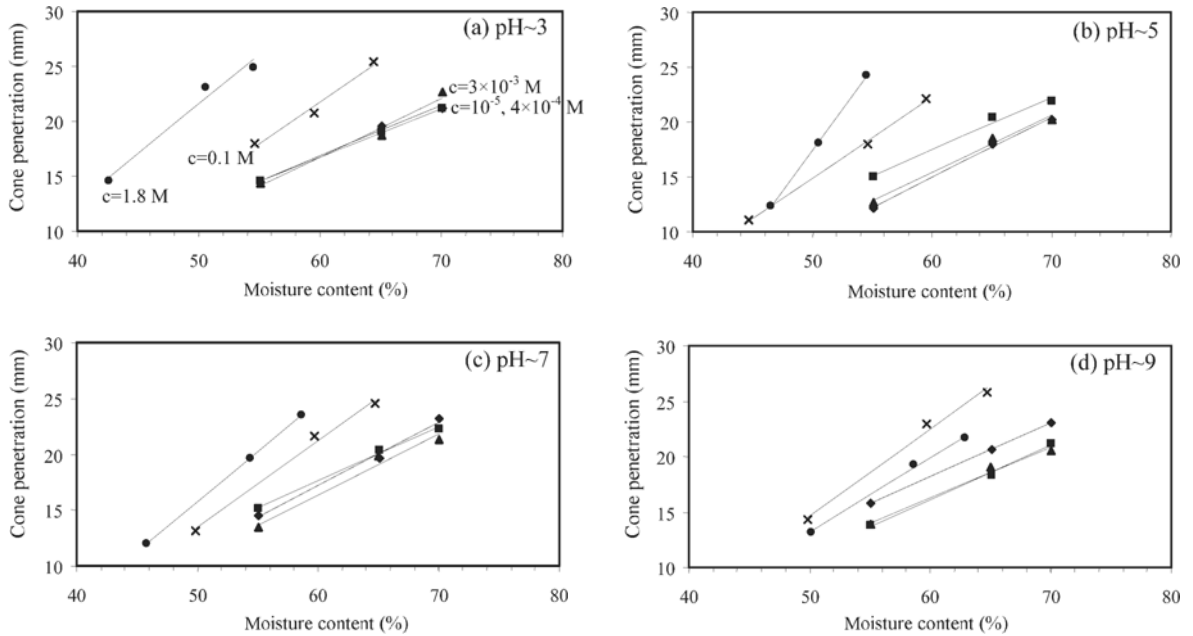 (a) pH~3
Cone penetration (mm)
30
25
20
15
10
c=3×10⁻³ M
c=10⁻⁵, 4×10⁻⁴ M
c=0.1 M
c=1.8 M
40 50 60 70 80
Moisture content (%)
(b) pH~5
Cone penetration (mm)
30
25
20
15
10
40 50 60 70 80
Moisture content (%)
(c) pH~7
Cone penetration (mm)
30
25
20
15
10
40 50 60 70 80
Moisture content (%)
(d) pH~9
Cone penetration (mm)
30
25
20
15
10
40 50 60 70 80
Moisture content (%)